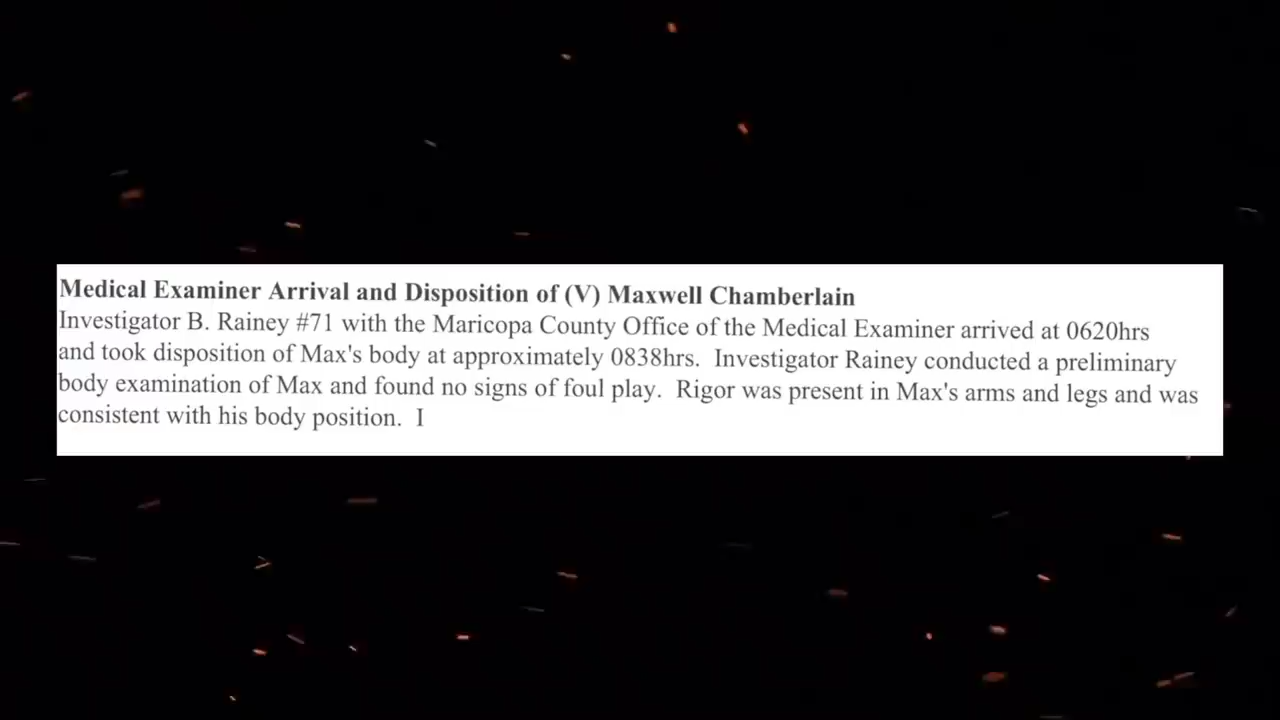 Medical Examiner Arrival and Disposition of (V) Maxwell Chamberlain
Investigator B. Rainey #71 with the Maricopa County Office of the Medical Examiner arrived at 0620hrs
and took disposition of Max's body at approximately 0838hrs.  Investigator Rainey conducted a preliminary
body examination of Max and found no signs of foul play.  Rigor was present in Max's arms and legs and was
consistent with his body position.  I